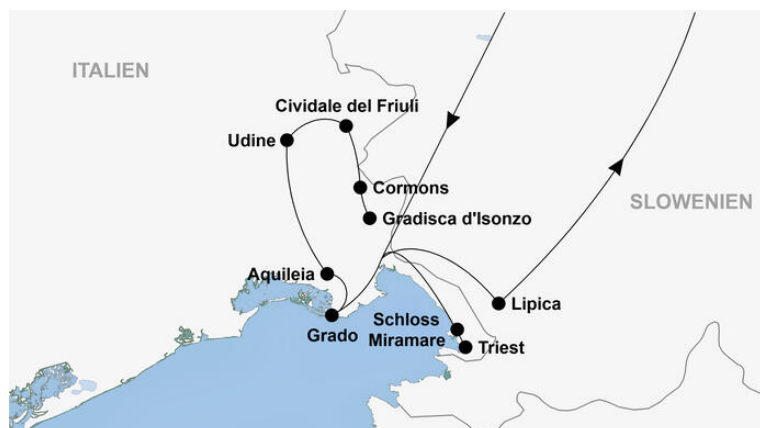 ITALIEN
Cividale del Friuli
Udine
Cormons
SLOWENIEN
Gradisca d'Isonzo
Aquileia
Lipica
Schloss
Miramare
Grado
Triest